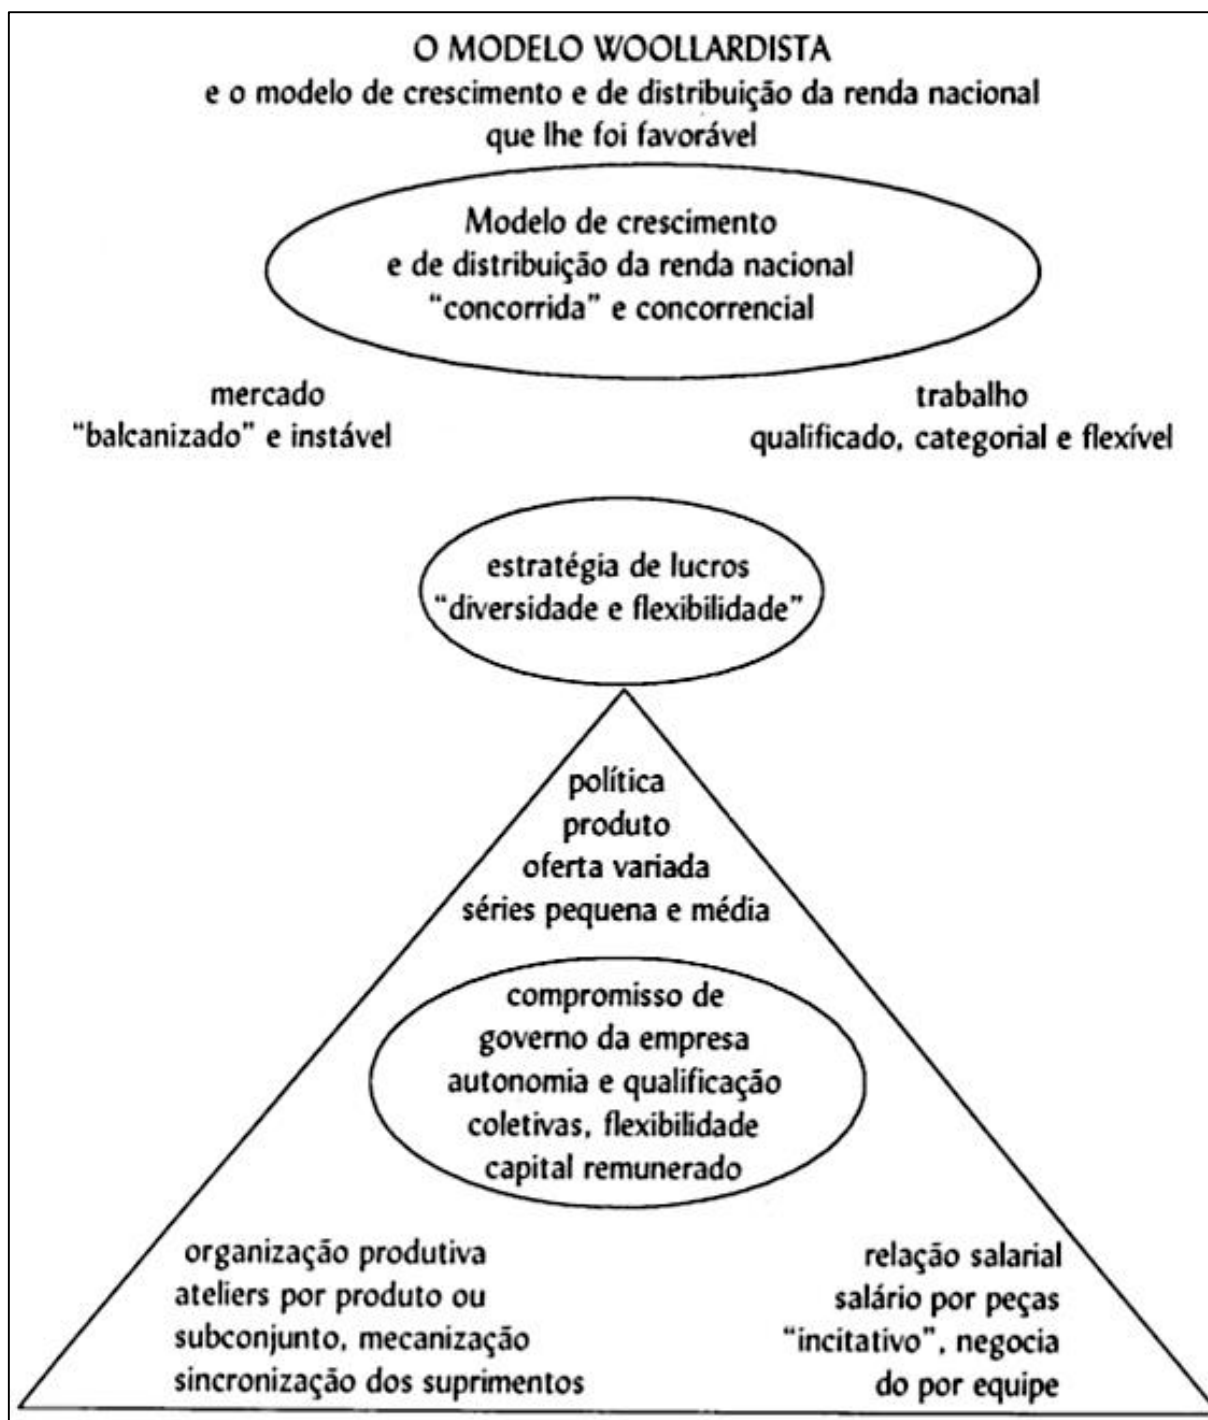 O MODELO WOOLLARDISTA
e o modelo de crescimento e de distribuição da renda nacional
que lhe foi favorável
Modelo de crescimento
e de distribuição da renda nacional
“concorrida” e concorrencial
mercado
“balcanizado” e instável
trabalho
qualificado, categorial e flexível
estratégia de lucros
“diversidade e flexibilidade”
política
produto
oferta variada
séries pequena e média
compromisso de
governo da empresa
autonomia e qualificação
coletivas, flexibilidade
capital remunerado
organização produtiva
ateliers por produto ou
subconjunto, mecanização
sincronização dos suprimentos
relação salarial
salário por peças
“incitativo”, negocia
do por equipe